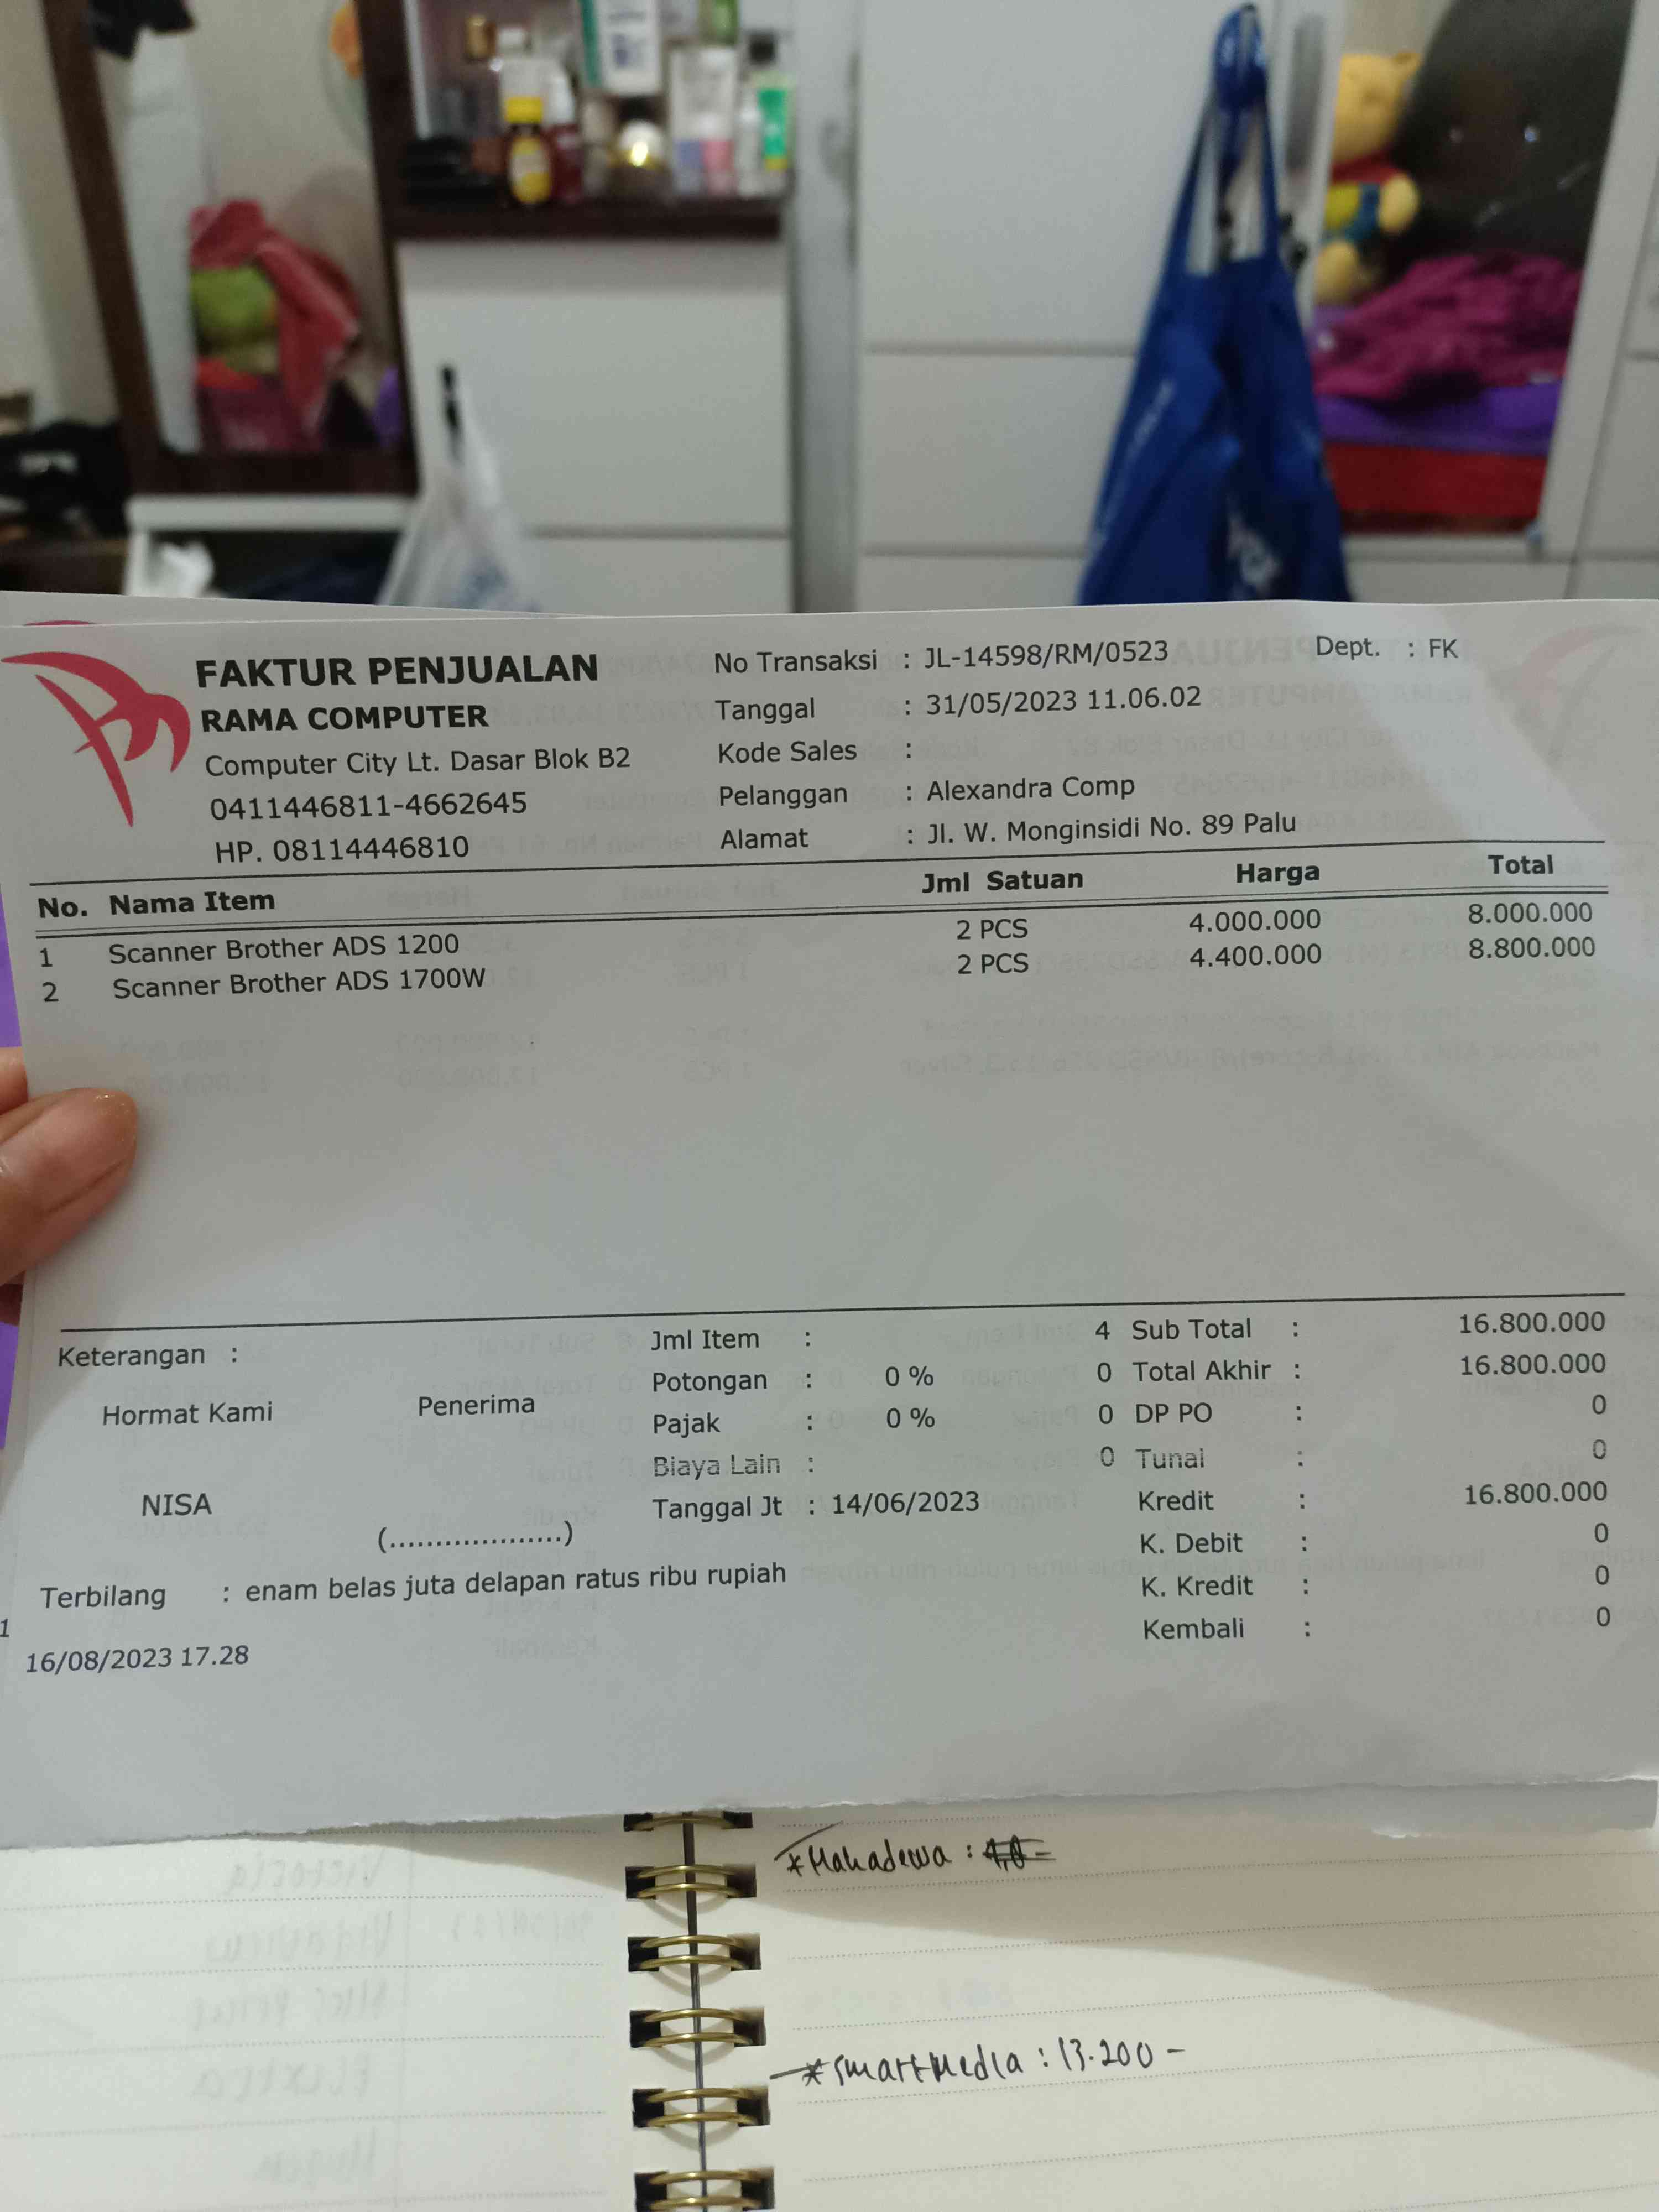 FAKTUR PENJUALAN
RAMA COMPUTER
Computer City Lt. Dasar Blok B2
0411446811-4662645
HP. 08114446810
No Transaksi : JL-14598/RM/0523
Dept. : FK
Tanggal : 31/05/2023 11.06.02
Kode Sales :
Pelanggan : Alexandra Comp
Alamat : Jl. W. Monginsidi No. 89 Palu
No. Nama Item Jml Satuan Harga Total
1 Scanner Brother ADS 1200 2 PCS 4.000.000 8.000.000
2 Scanner Brother ADS 1700W 2 PCS 4.400.000 8.800.000
Keterangan :
Hormat Kami Penerima
NISA
(...................)
Jml Item : 4 Sub Total : 16.800.000
Potongan : 0 % 0 Total Akhir : 16.800.000
Pajak : 0 % 0 DP PO : 0
Biaya Lain : 0 Tunai : 0
Tanggal Jt : 14/06/2023 Kredit : 16.800.000
K. Debit : 0
K. Kredit : 0
Kembali : 0
Terbilang : enam belas juta delapan ratus ribu rupiah
1
16/08/2023 17.28
*Mahadewa :
*smartmedia : 13.200 -